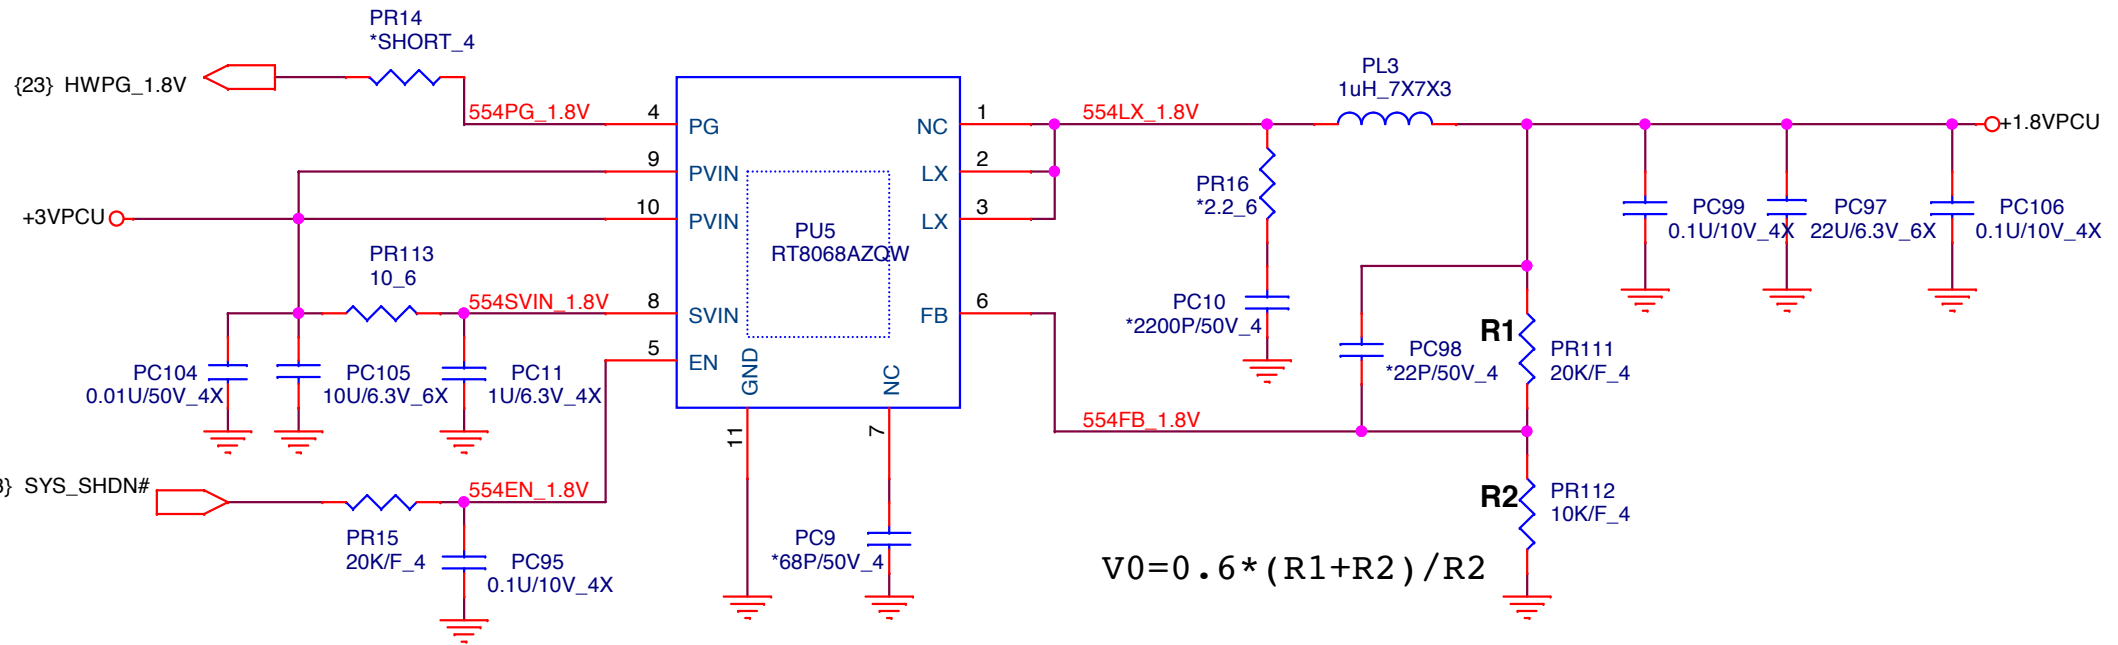 PR14
*SHORT_4
{23} HWPG_1.8V
554PG_1.8V
4
PG
9
PVIN
+3VPCU
10
PVIN
PR113
10_6
554SVIN_1.8V
8
SVIN
5
EN
PC104
0.01U/50V_4X
PC105
10U/6.3V_6X
PC11
1U/6.3V_4X
} SYS_SHDN#
554EN_1.8V
PR15
20K/F_4
PC95
0.1U/10V_4X
PU5
RT8068AZQW
GND
NC
11
7
PC9
*68P/50V_4
NC
1
LX
2
LX
3
FB
6
554LX_1.8V
PL3
1uH_7X7X3
+1.8VPCU
PR16
*2.2_6
PC10
*2200P/50V_4
PC99
0.1U/10V_4X
PC97
22U/6.3V_6X
PC106
0.1U/10V_4X
PC98
*22P/50V_4
R1
PR111
20K/F_4
554FB_1.8V
R2
PR112
10K/F_4
V0=0.6*(R1+R2)/R2